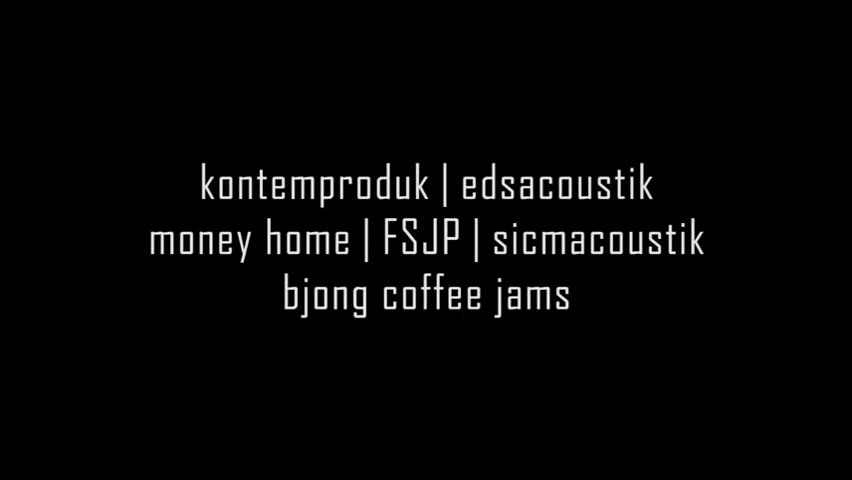 kontemproduk | edsacoustik
money home | FSJP | sicmacoustik
bjong coffee jams